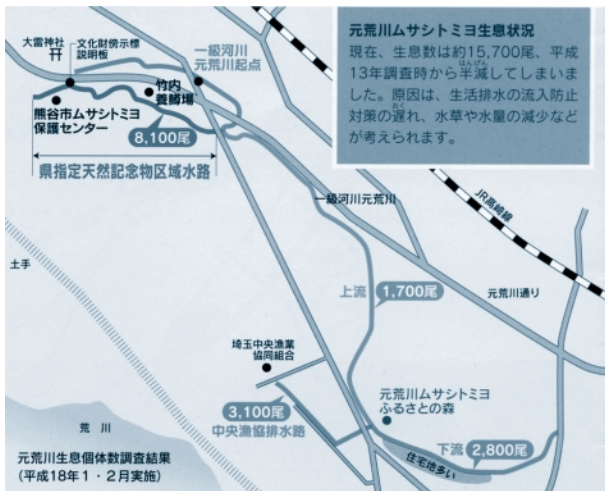 元荒川ムサシトミヨ生息状況
現在、生息数は約15,700尾、平成
13年調査時から半減してしまいま
した。原因は、生活排水の流入防止
対策の遅れ、水草や水量の減少など
が考えられます。
はんげん
おく
大雷神社
文化財傍示標
説明板
一級河川
元荒川起点
竹内
養鱒場
熊谷市ムサシトミヨ
保護センター
8,100尾
県指定天然記念物区域水路
一級河川元荒川
JR高崎線
土手
上流
1,700尾
元荒川通り
埼玉中央漁業
協同組合
3,100尾
中央漁協排水路
元荒川ムサシトミヨ
ふるさとの森
荒川
下流
2,800尾
住宅地多い
元荒川生息個体数調査結果
(平成18年1・2月実施)